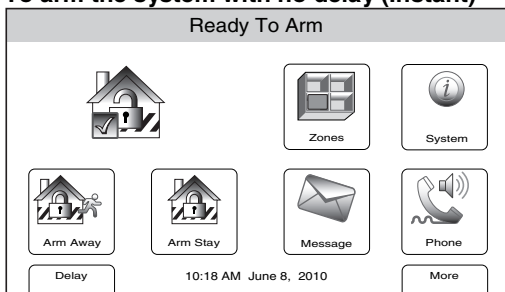 To arm the system with no delay (instant)
Ready To Arm
Zones
System
Arm Away
Arm Stay
Message
Phone
Delay
10:18 AM June 8, 2010
More